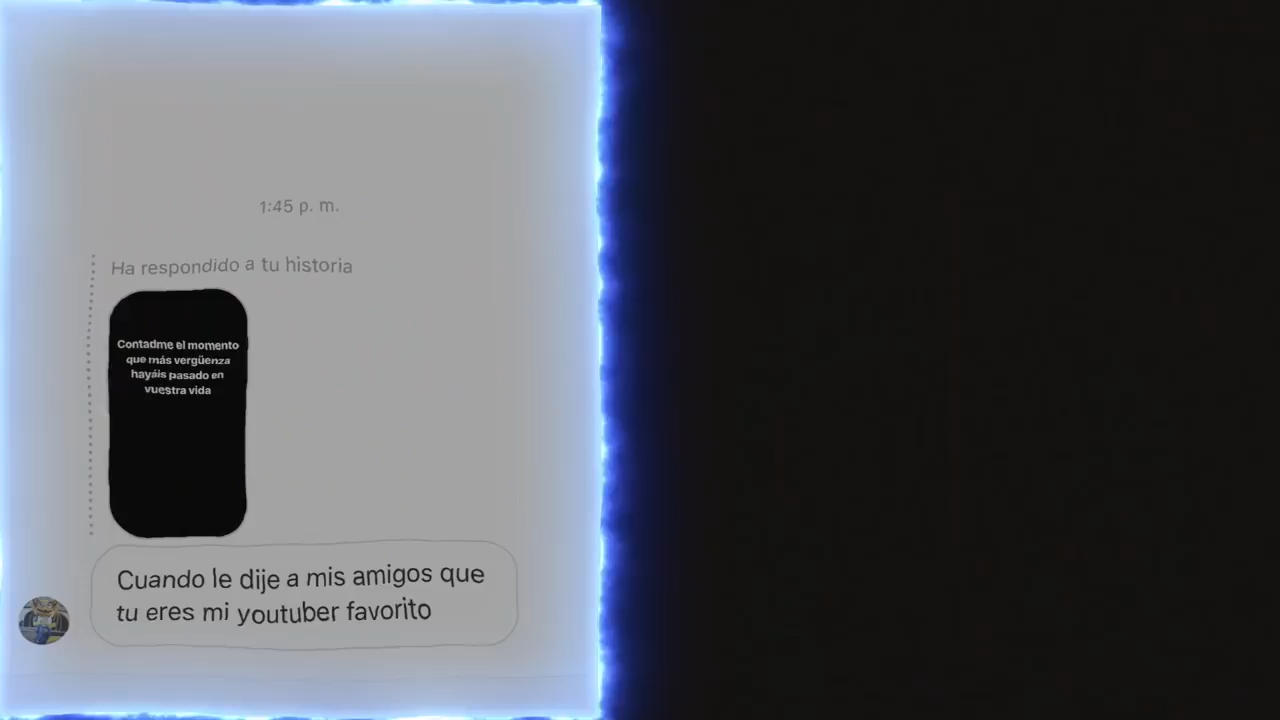 1:45 p. m.
Ha respondido a tu historia
Contadme el momento
que más vergüenza
hayáis pasado en
vuestra vida
Cuando le dije a mis amigos que
tu eres mi youtuber favorito